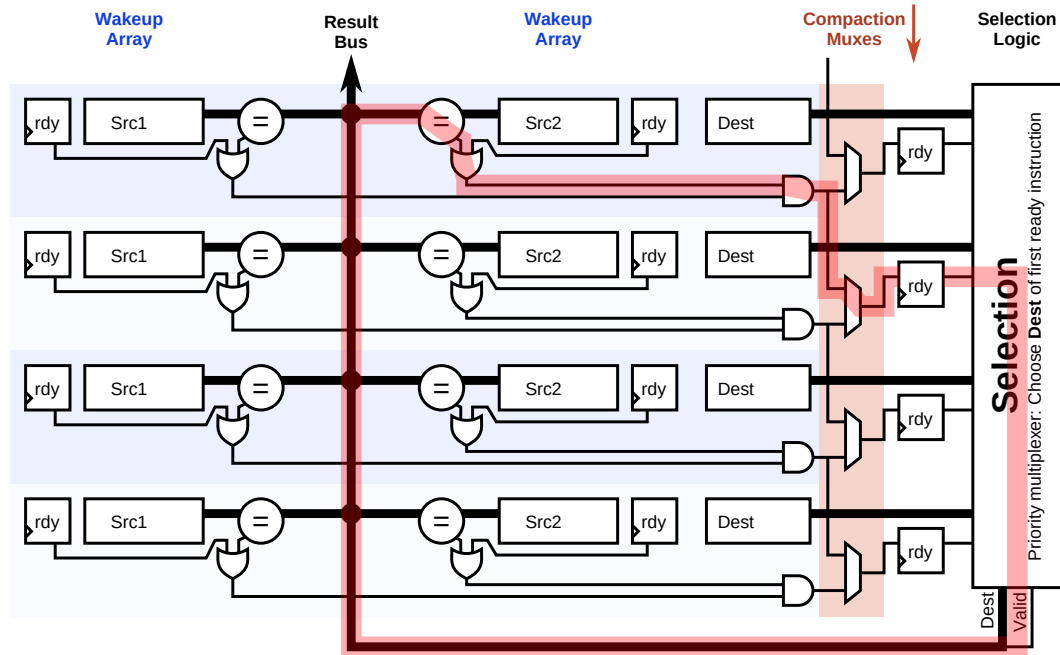 Wakeup
Array
Result
Bus
Wakeup
Array
Compaction
Muxes
Selection
Logic
rdy
Src1
=
=
Src2
rdy
Dest
rdy
rdy
Src1
=
=
Src2
rdy
Dest
rdy
rdy
Src1
=
=
Src2
rdy
Dest
rdy
rdy
Src1
=
=
Src2
rdy
Dest
rdy
Selection
Priority multiplexer: Choose Dest of first ready instruction
Dest
Valid